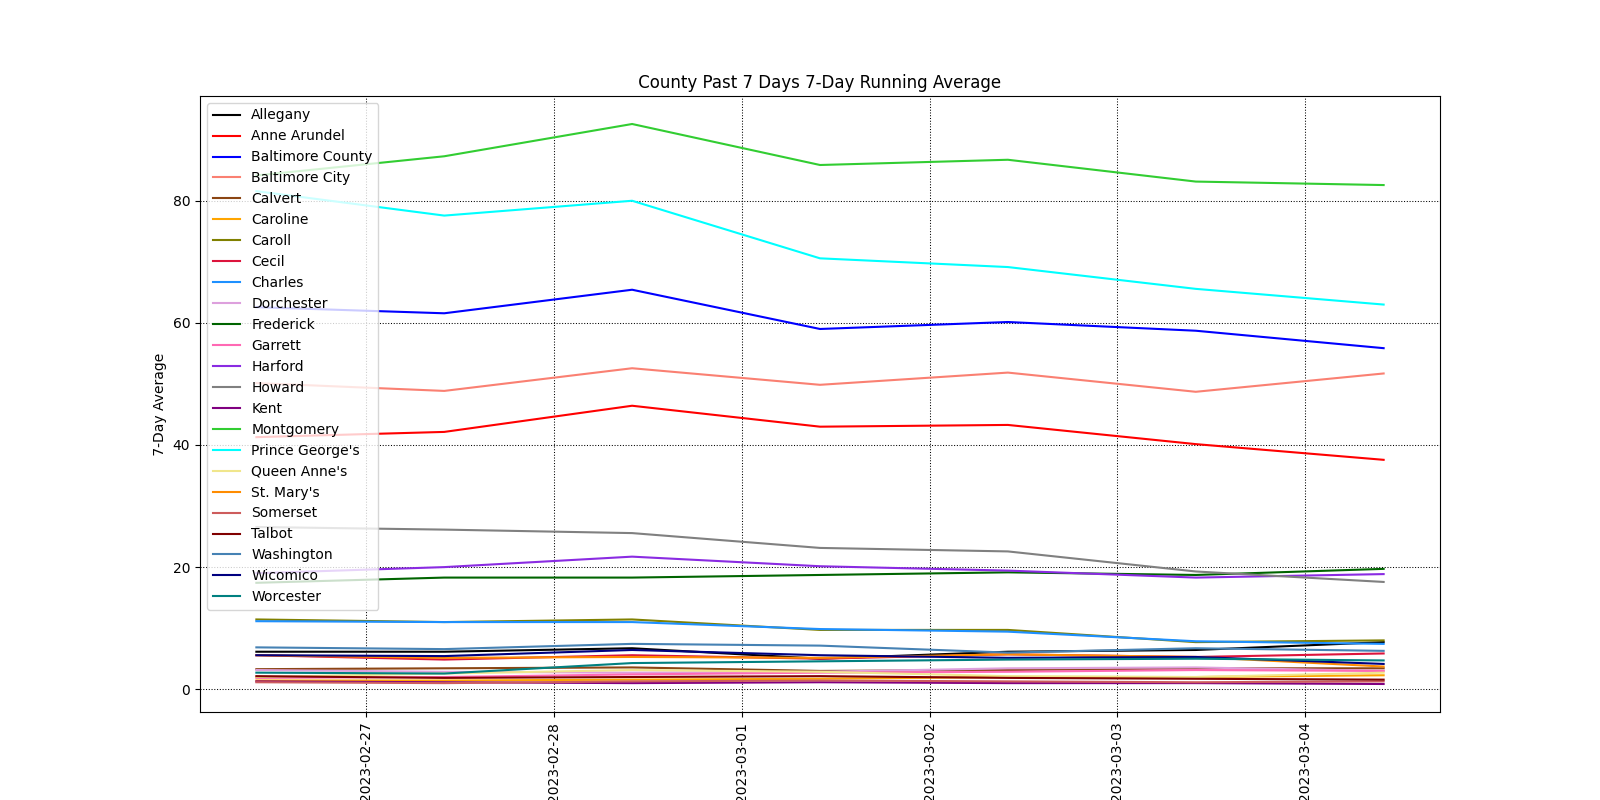 County Past 7 Days 7-Day Running Average
Allegany
Anne Arundel
Baltimore County
Baltimore City
Calvert
Caroline
Caroll
Cecil
Charles
Dorchester
Frederick
Garrett
Harford
Howard
Kent
Montgomery
Prince George's
Queen Anne's
St. Mary's
Somerset
Talbot
Washington
Wicomico
Worcester
7-Day Average
80
60
40
20
0
2023-02-27
2023-02-28
2023-03-01
2023-03-02
2023-03-03
2023-03-04